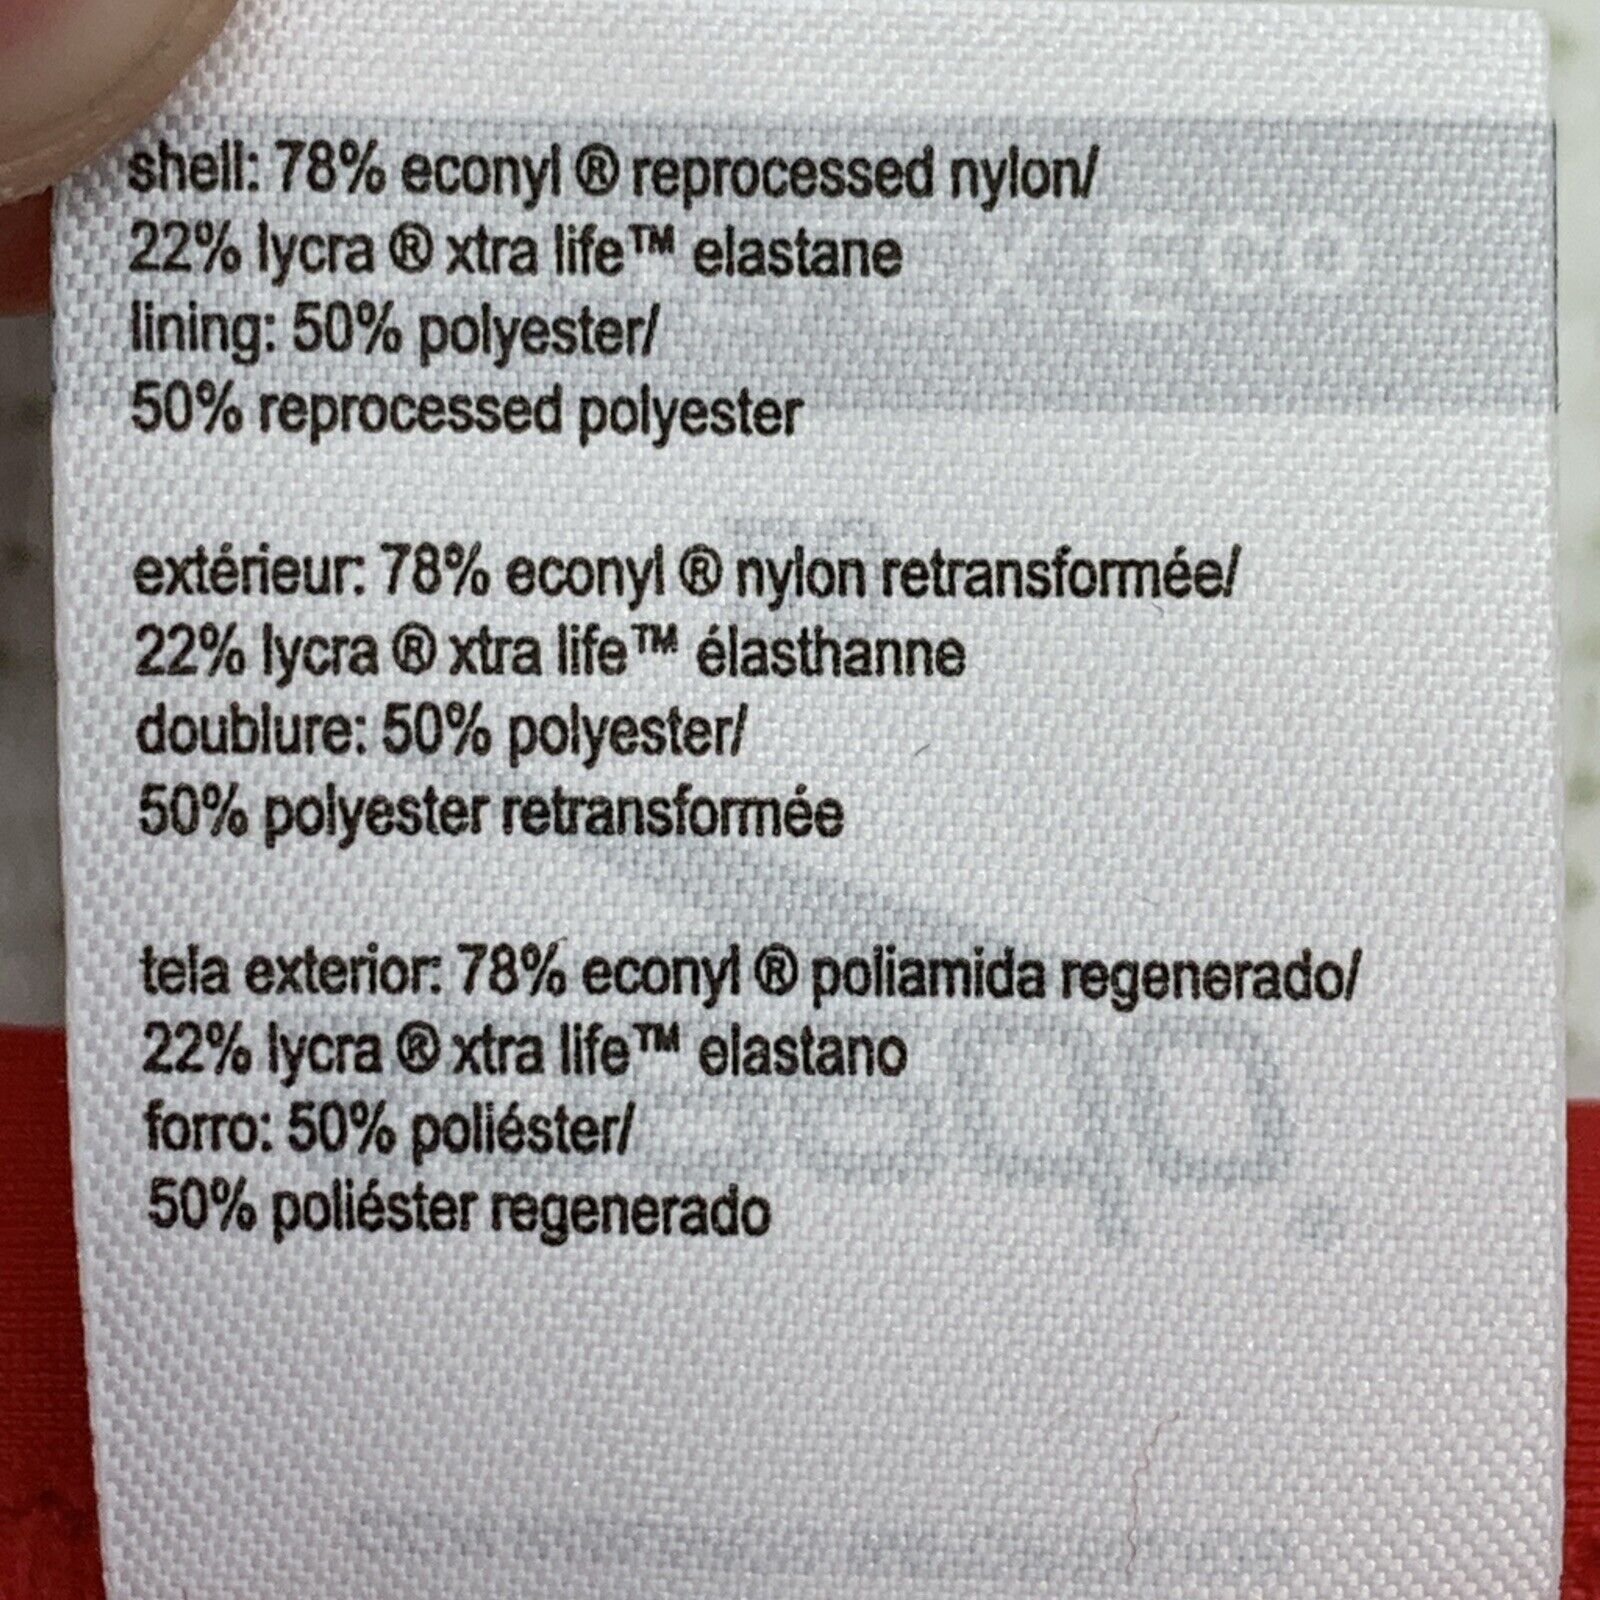 shell: 78% econyl ® reprocessed nylon/
22% lycra ® xtra life™ elastane
lining: 50% polyester/
50% reprocessed polyester
extérieur: 78% econyl ® nylon retransformée/
22% lycra ® xtra life™ élasthanne
doublure: 50% polyester/
50% polyester retransformée
tela exterior: 78% econyl ® poliamida regenerado/
22% lycra ® xtra life™ elastano
forro: 50% poliéster/
50% poliéster regenerado